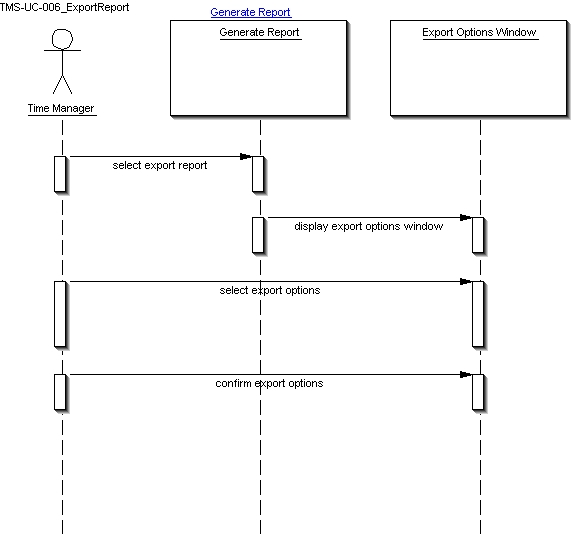 TMS-UC-006_ExportReport
Generate Report
Generate Report
Export Options Window
Time Manager
select export report
display export options window
select export options
confirm export options